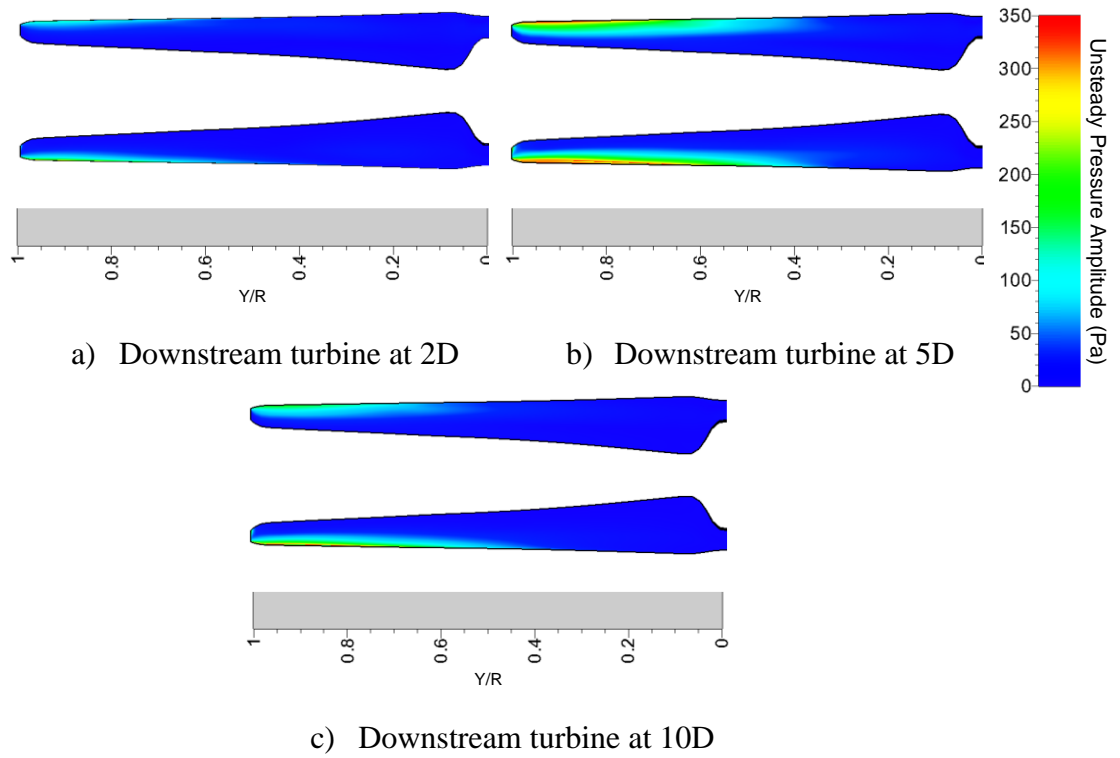 350
300
250
200
150
100
50
0
Unsteady Pressure Amplitude (Pa)
1 0.8 0.6 0.4 0.2 0
Y/R
1 0.8 0.6 0.4 0.2 0
Y/R
a) Downstream turbine at 2D
b) Downstream turbine at 5D
1 0.8 0.6 0.4 0.2 0
Y/R
c) Downstream turbine at 10D